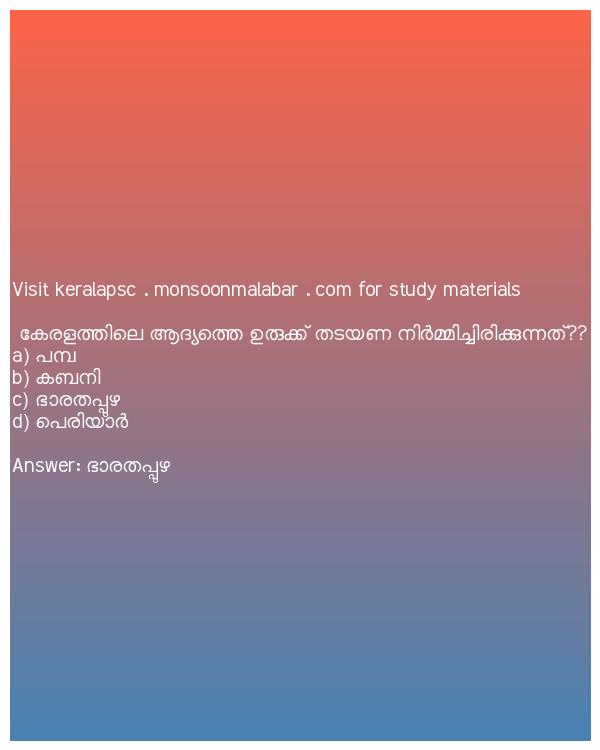 Visit keralapsc . monsoonmalabar . com for study materials
കേരളത്തിലെ ആദ്യത്തെ ഉരുക്ക് തടയണ നിർമ്മിച്ചിരിക്കുന്നത്??
a) പമ്പ
b) കബനി
c) ഭാരതപ്പുഴ
d) പെരിയാർ
Answer: ഭാരതപ്പുഴ